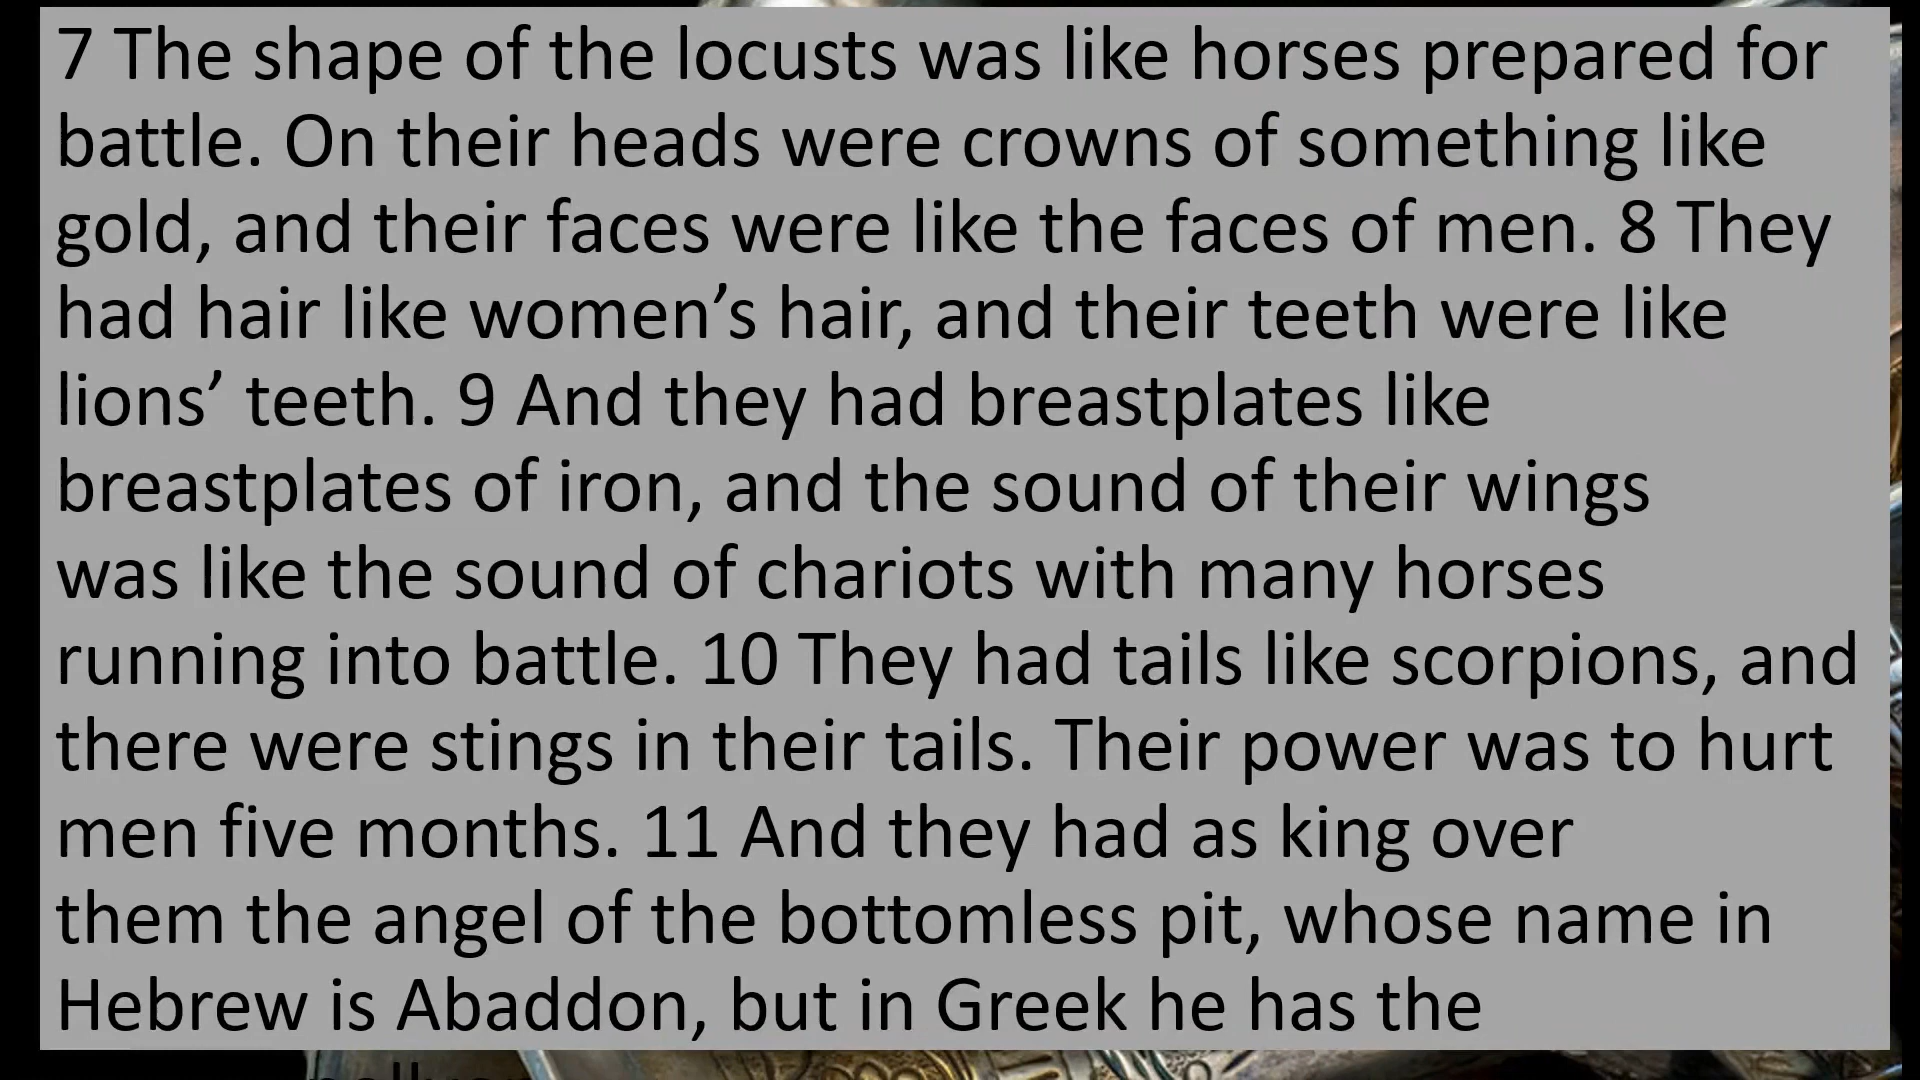 7 The shape of the locusts was like horses prepared for
battle. On their heads were crowns of something like
gold, and their faces were like the faces of men. 8 They
had hair like women’s hair, and their teeth were like
lions’ teeth. 9 And they had breastplates like
breastplates of iron, and the sound of their wings
was like the sound of chariots with many horses
running into battle. 10 They had tails like scorpions, and
there were stings in their tails. Their power was to hurt
men five months. 11 And they had as king over
them the angel of the bottomless pit, whose name in
Hebrew is Abaddon, but in Greek he has the